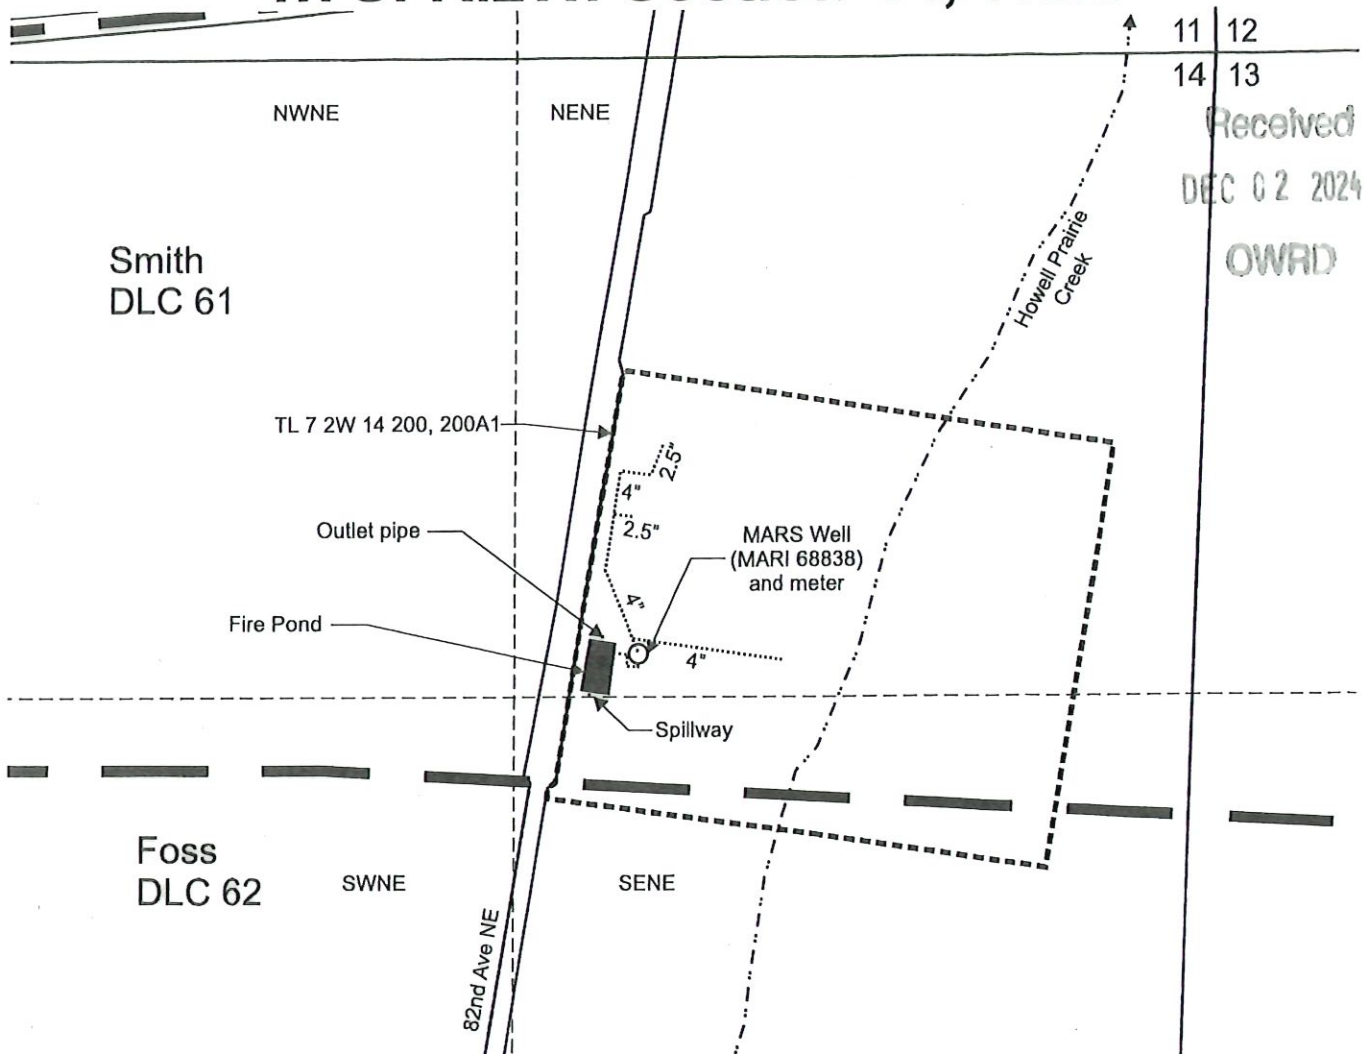 11 12
14 13
NWNE
NENE
Received
DEC 02 2024
OWRD
Smith
DLC 61
Howell Prairie
Creek
TL 7 2W 14 200, 200A1
2.5"
4"
2.5"
Outlet pipe
MARS Well
(MARI 68838)
and meter
4"
Fire Pond
4"
Spillway
Foss
DLC 62
SWNE
SENE
82nd Ave NE